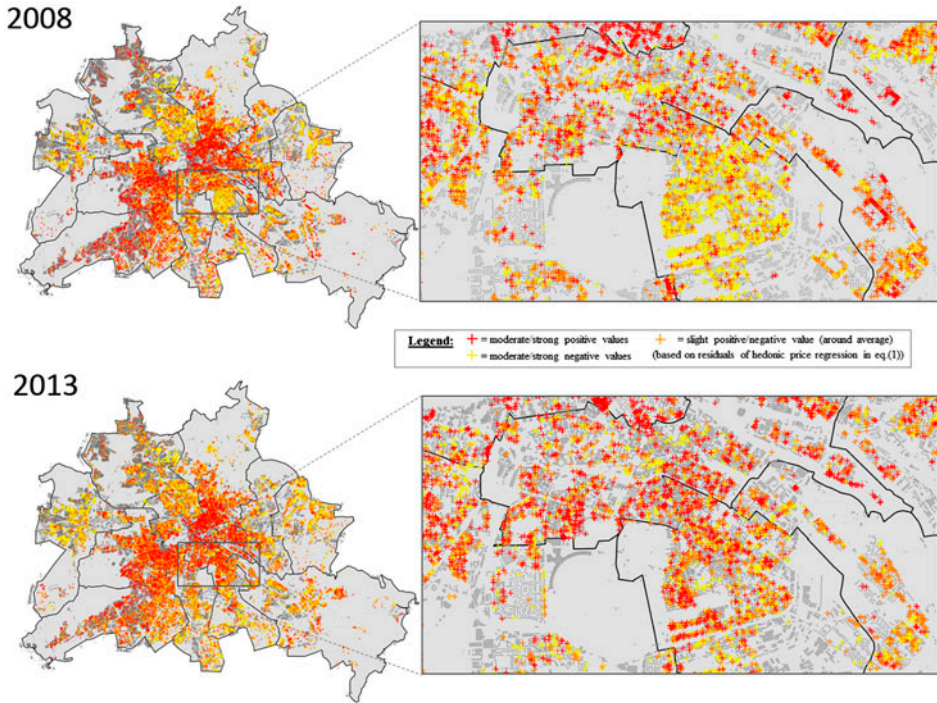 2008
Legend: + = moderate/strong positive values + = slight positive/negative value (around average)
+ = moderate/strong negative values (based on residuals of hedonic price regression in eq.(1))
2013